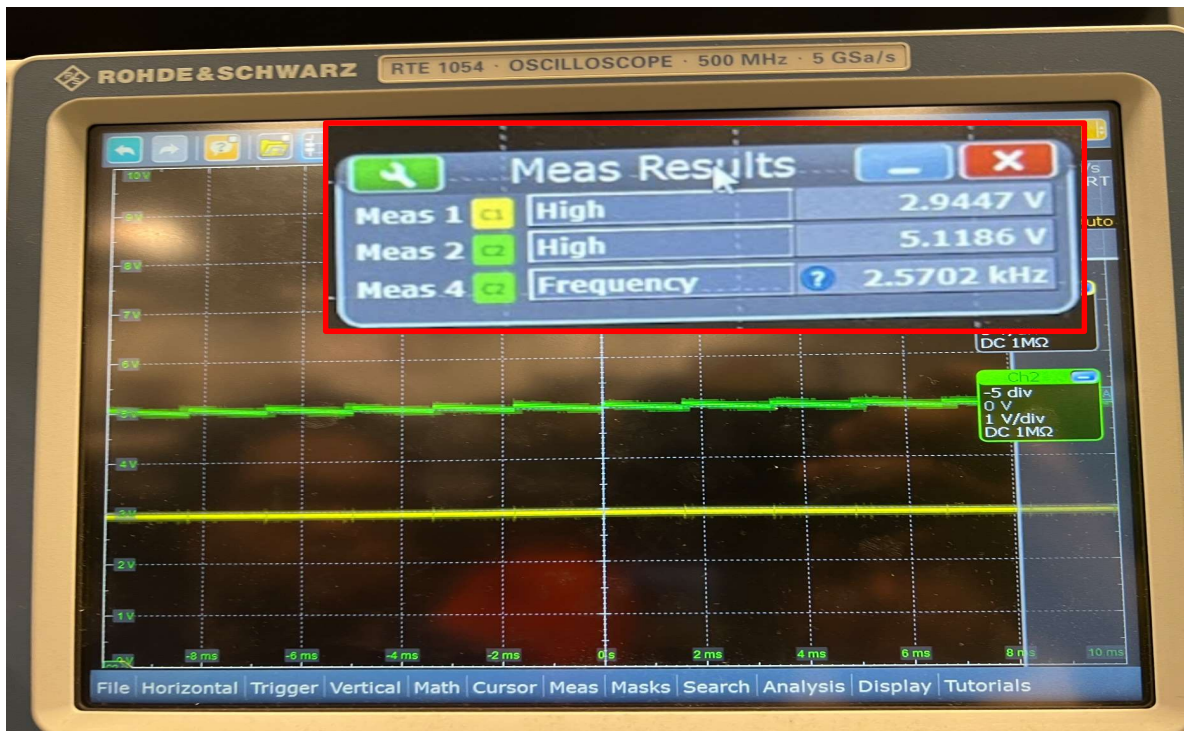 ROHDE&SCHWARZ
RTE 1054 · OSCILLOSCOPE · 500 MHz · 5 GSa/s
Meas Results
Meas 1 C1 High 2.9447 V
Meas 2 C2 High 5.1186 V
Meas 4 C2 Frequency ? 2.5702 kHz
10 V
9 V
8 V
7 V
6 V
5 V
4 V
3 V
2 V
1 V
0 V
DC 1MΩ
Ch2
-5 div
0 V
1 V/div
DC 1MΩ
-8 ms -6 ms -4 ms -2 ms 0 s 2 ms 4 ms 6 ms 8 ms 10 ms
File Horizontal Trigger Vertical Math Cursor Meas Masks Search Analysis Display Tutorials